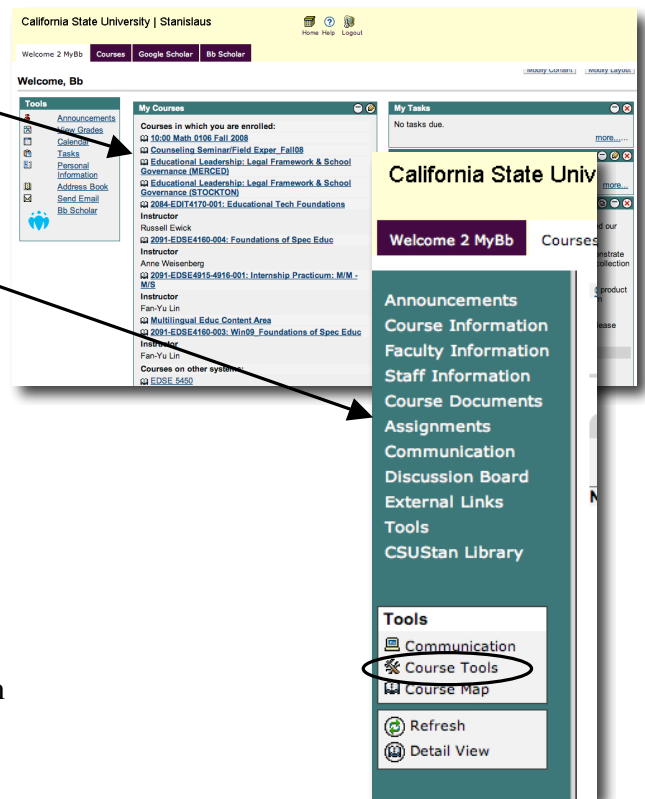 California State University | Stanislaus
Home Help Logout
Welcome 2 MyBb Courses Google Scholar Bb Scholar
Modify Content Modify Layout
Welcome, Bb
Tools
Announcements
View Grades
Calendar
Tasks
Personal
Information
Address Book
Send Email
Bb Scholar
My Courses
Courses in which you are enrolled:
10:00 Math 0106 Fall 2008
Counseling Seminar/Field Exper_Fall08
Educational Leadership: Legal Framework & School
Governance (MERCED)
Educational Leadership: Legal Framework & School
Governance (STOCKTON)
2084-EDIT4170-001: Educational Tech Foundations
Instructor
Russell Ewick
2091-EDSE4160-004: Foundations of Spec Educ
Instructor
Anne Weisenberg
2091-EDSE4915-4916-001: Internship Practicum: M/M -
M/S
Instructor
Fan-Yu Lin
Multilingual Educ Content Area
2091-EDSE4160-003: Win09_Foundations of Spec Educ
Instructor
Fan-Yu Lin
Courses on other systems:
EDSE 5450
My Tasks
No tasks due.
more......
more...
d our
nstrate
collection
product
ease
California State Univ
Welcome 2 MyBb Courses
Announcements
Course Information
Faculty Information
Staff Information
Course Documents
Assignments
Communication
Discussion Board
External Links
Tools
CSUStan Library
Tools
Communication
Course Tools
Course Map
Refresh
Detail View